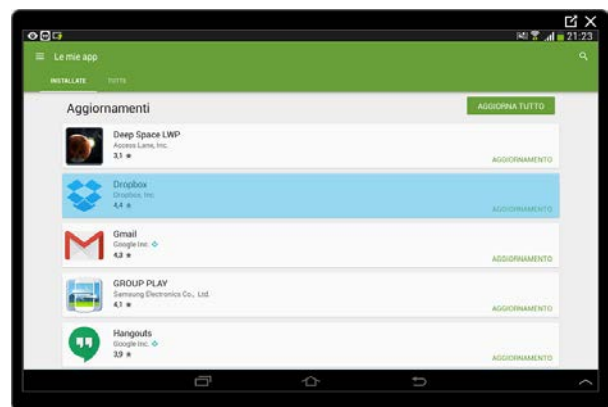 21:23
Le mie app
INSTALLATE TUTTE
Aggiornamenti
AGGIORNA TUTTO
Deep Space LWP
Access Lane, Inc.
3,1
AGGIORNAMENTO
Dropbox
Dropbox, Inc.
4,4
AGGIORNAMENTO
Gmail
Google Inc.
4,3
AGGIORNAMENTO
GROUP PLAY
Samsung Electronics Co., Ltd.
4,1
AGGIORNAMENTO
Hangouts
Google Inc.
3,9
AGGIORNAMENTO